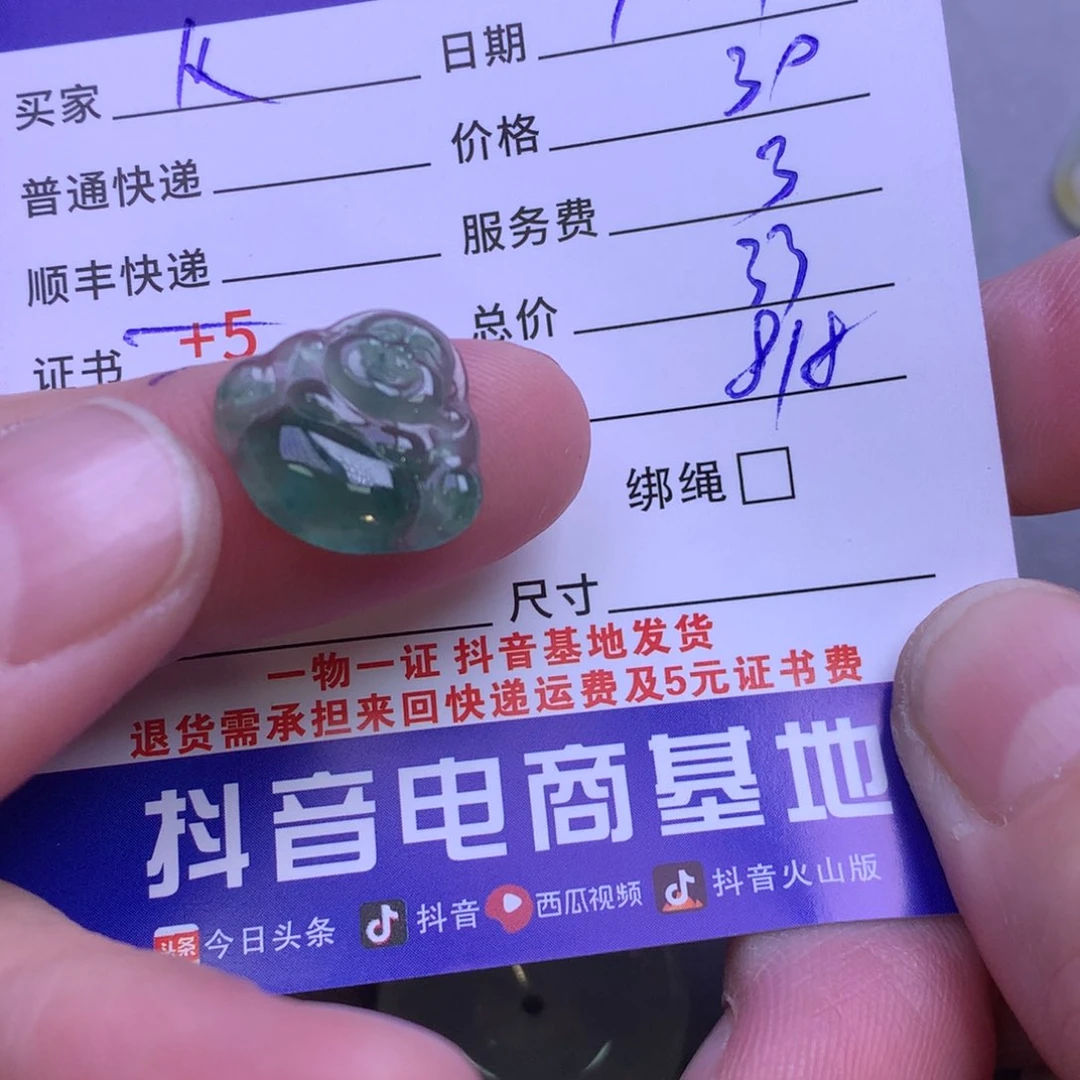 买家 K 日期
普通快递 价格 30
顺丰快递 服务费 3
证书 +5 总价 33
818
绑绳
尺寸
一物一证 抖音基地发货
退货需承担来回快递运费及5元证书费
抖音电商基地
头条 今日头条 抖音 西瓜视频 抖音火山版